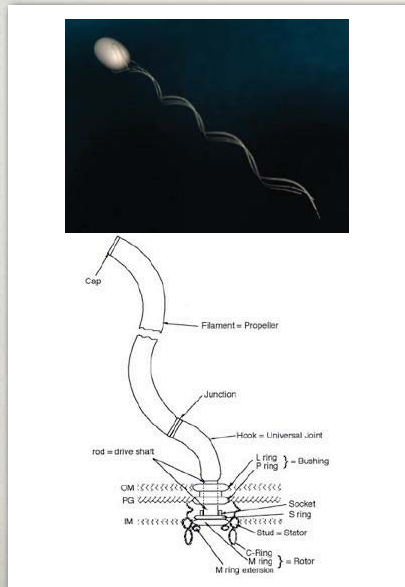 Cap
Filament = Propeller
Junction
Hook = Universal Joint
rod = drive shaft
L ring
P ring
} = Bushing
OM
PG
Socket
S ring
IM
Stud = Stator
C-Ring
M ring
} = Rotor
M ring extension